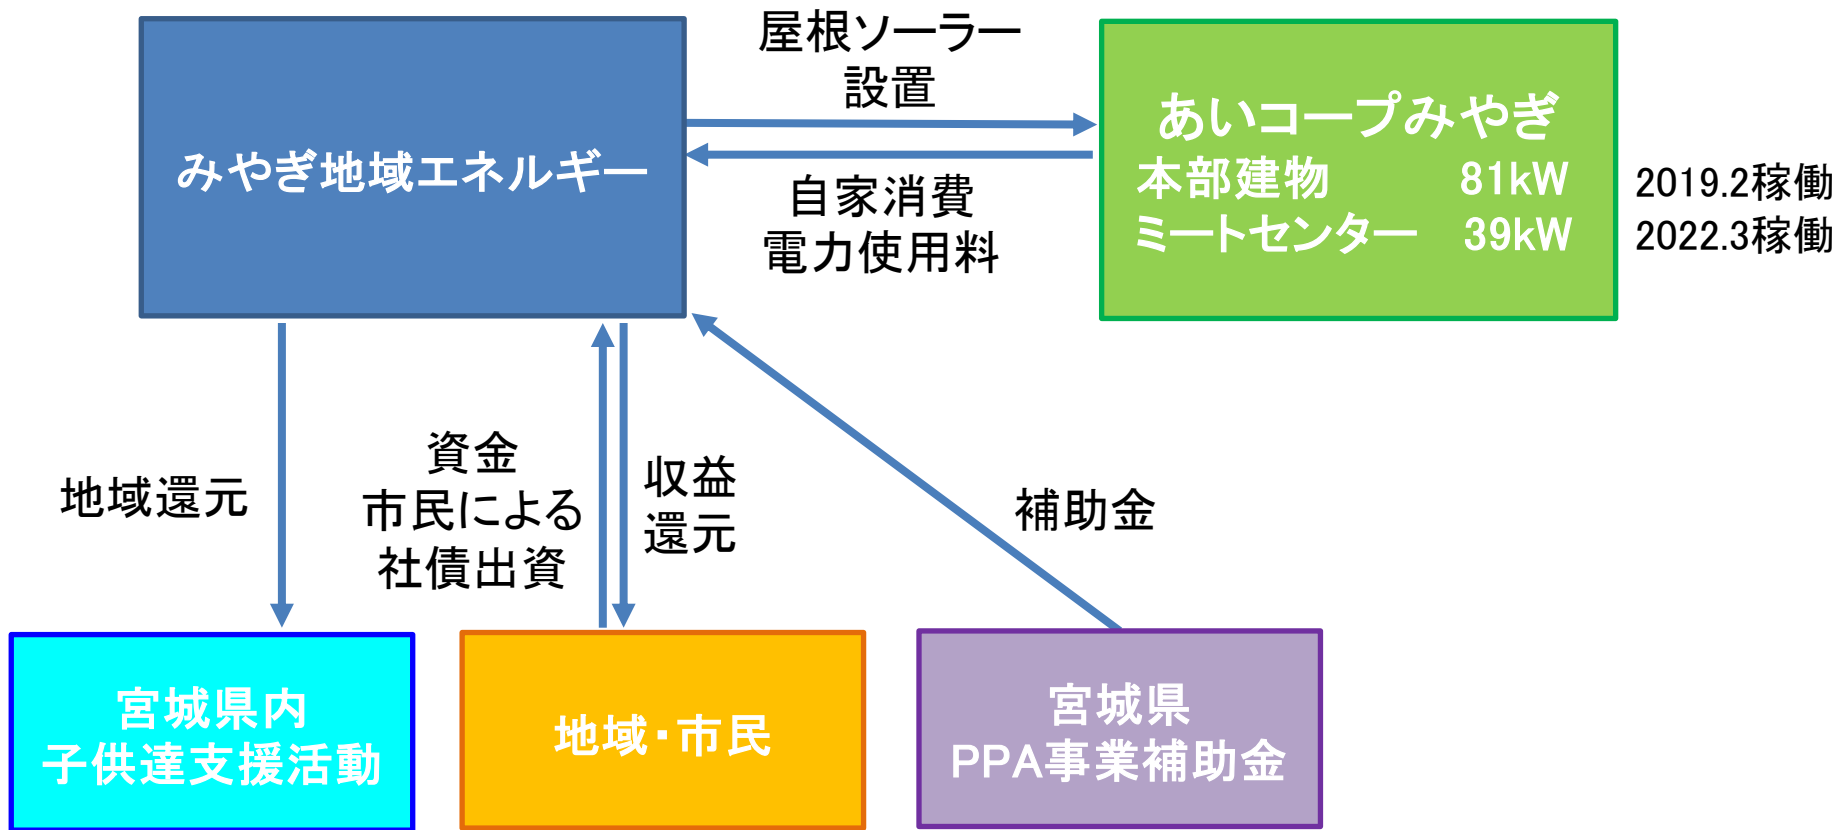 屋根ソーラー
設置
みやぎ地域エネルギー
あいコープみやぎ
本部建物 81kW
ミートセンター 39kW
2019.2稼働
2022.3稼働
自家消費
電力使用料
地域還元
資金
市民による
社債出資
収益
還元
補助金
宮城県内
子供達支援活動
地域・市民
宮城県
PPA事業補助金